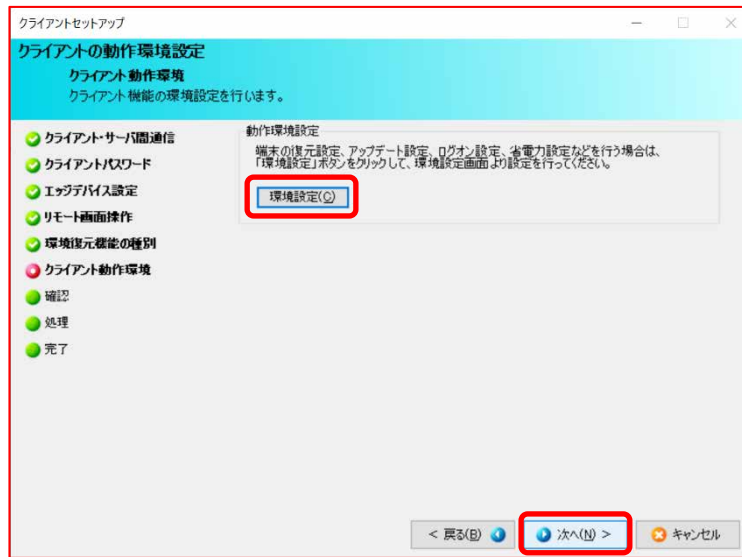 クライアントセットアップ
クライアントの動作環境設定
クライアント動作環境
クライアント機能の環境設定を行います。
クライアント・サーバ間通信
クライアントパスワード
エッジデバイス設定
リモート画面操作
環境復元機能の種別
クライアント動作環境
確認
処理
完了
動作環境設定
端末の復元設定、アップデート設定、ログオン設定、省電力設定などを行う場合は、
「環境設定」ボタンをクリックして、環境設定画面より設定を行ってください。
環境設定(C)
< 戻る(B)
次へ(N) >
キャンセル